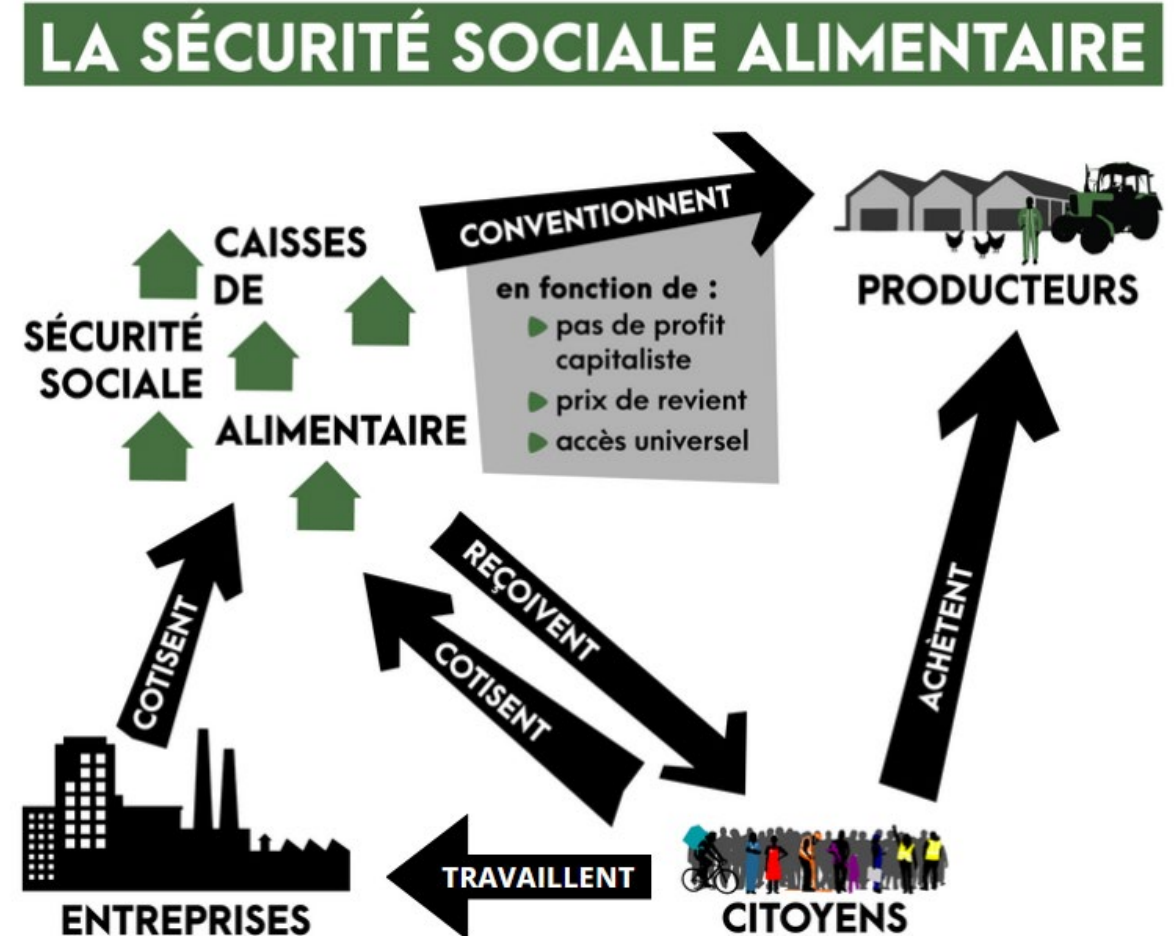 LA SÉCURITÉ SOCIALE ALIMENTAIRE
CONVENTIONNENT
en fonction de :
pas de profit
capitaliste
prix de revient
accès universel
PRODUCTEURS
CAISSES
DE
SÉCURITÉ
SOCIALE
ALIMENTAIRE
COTISENT
REÇOIVENT
COTISENT
ACHÈTENT
TRAVAILLENT
ENTREPRISES
CITOYENS